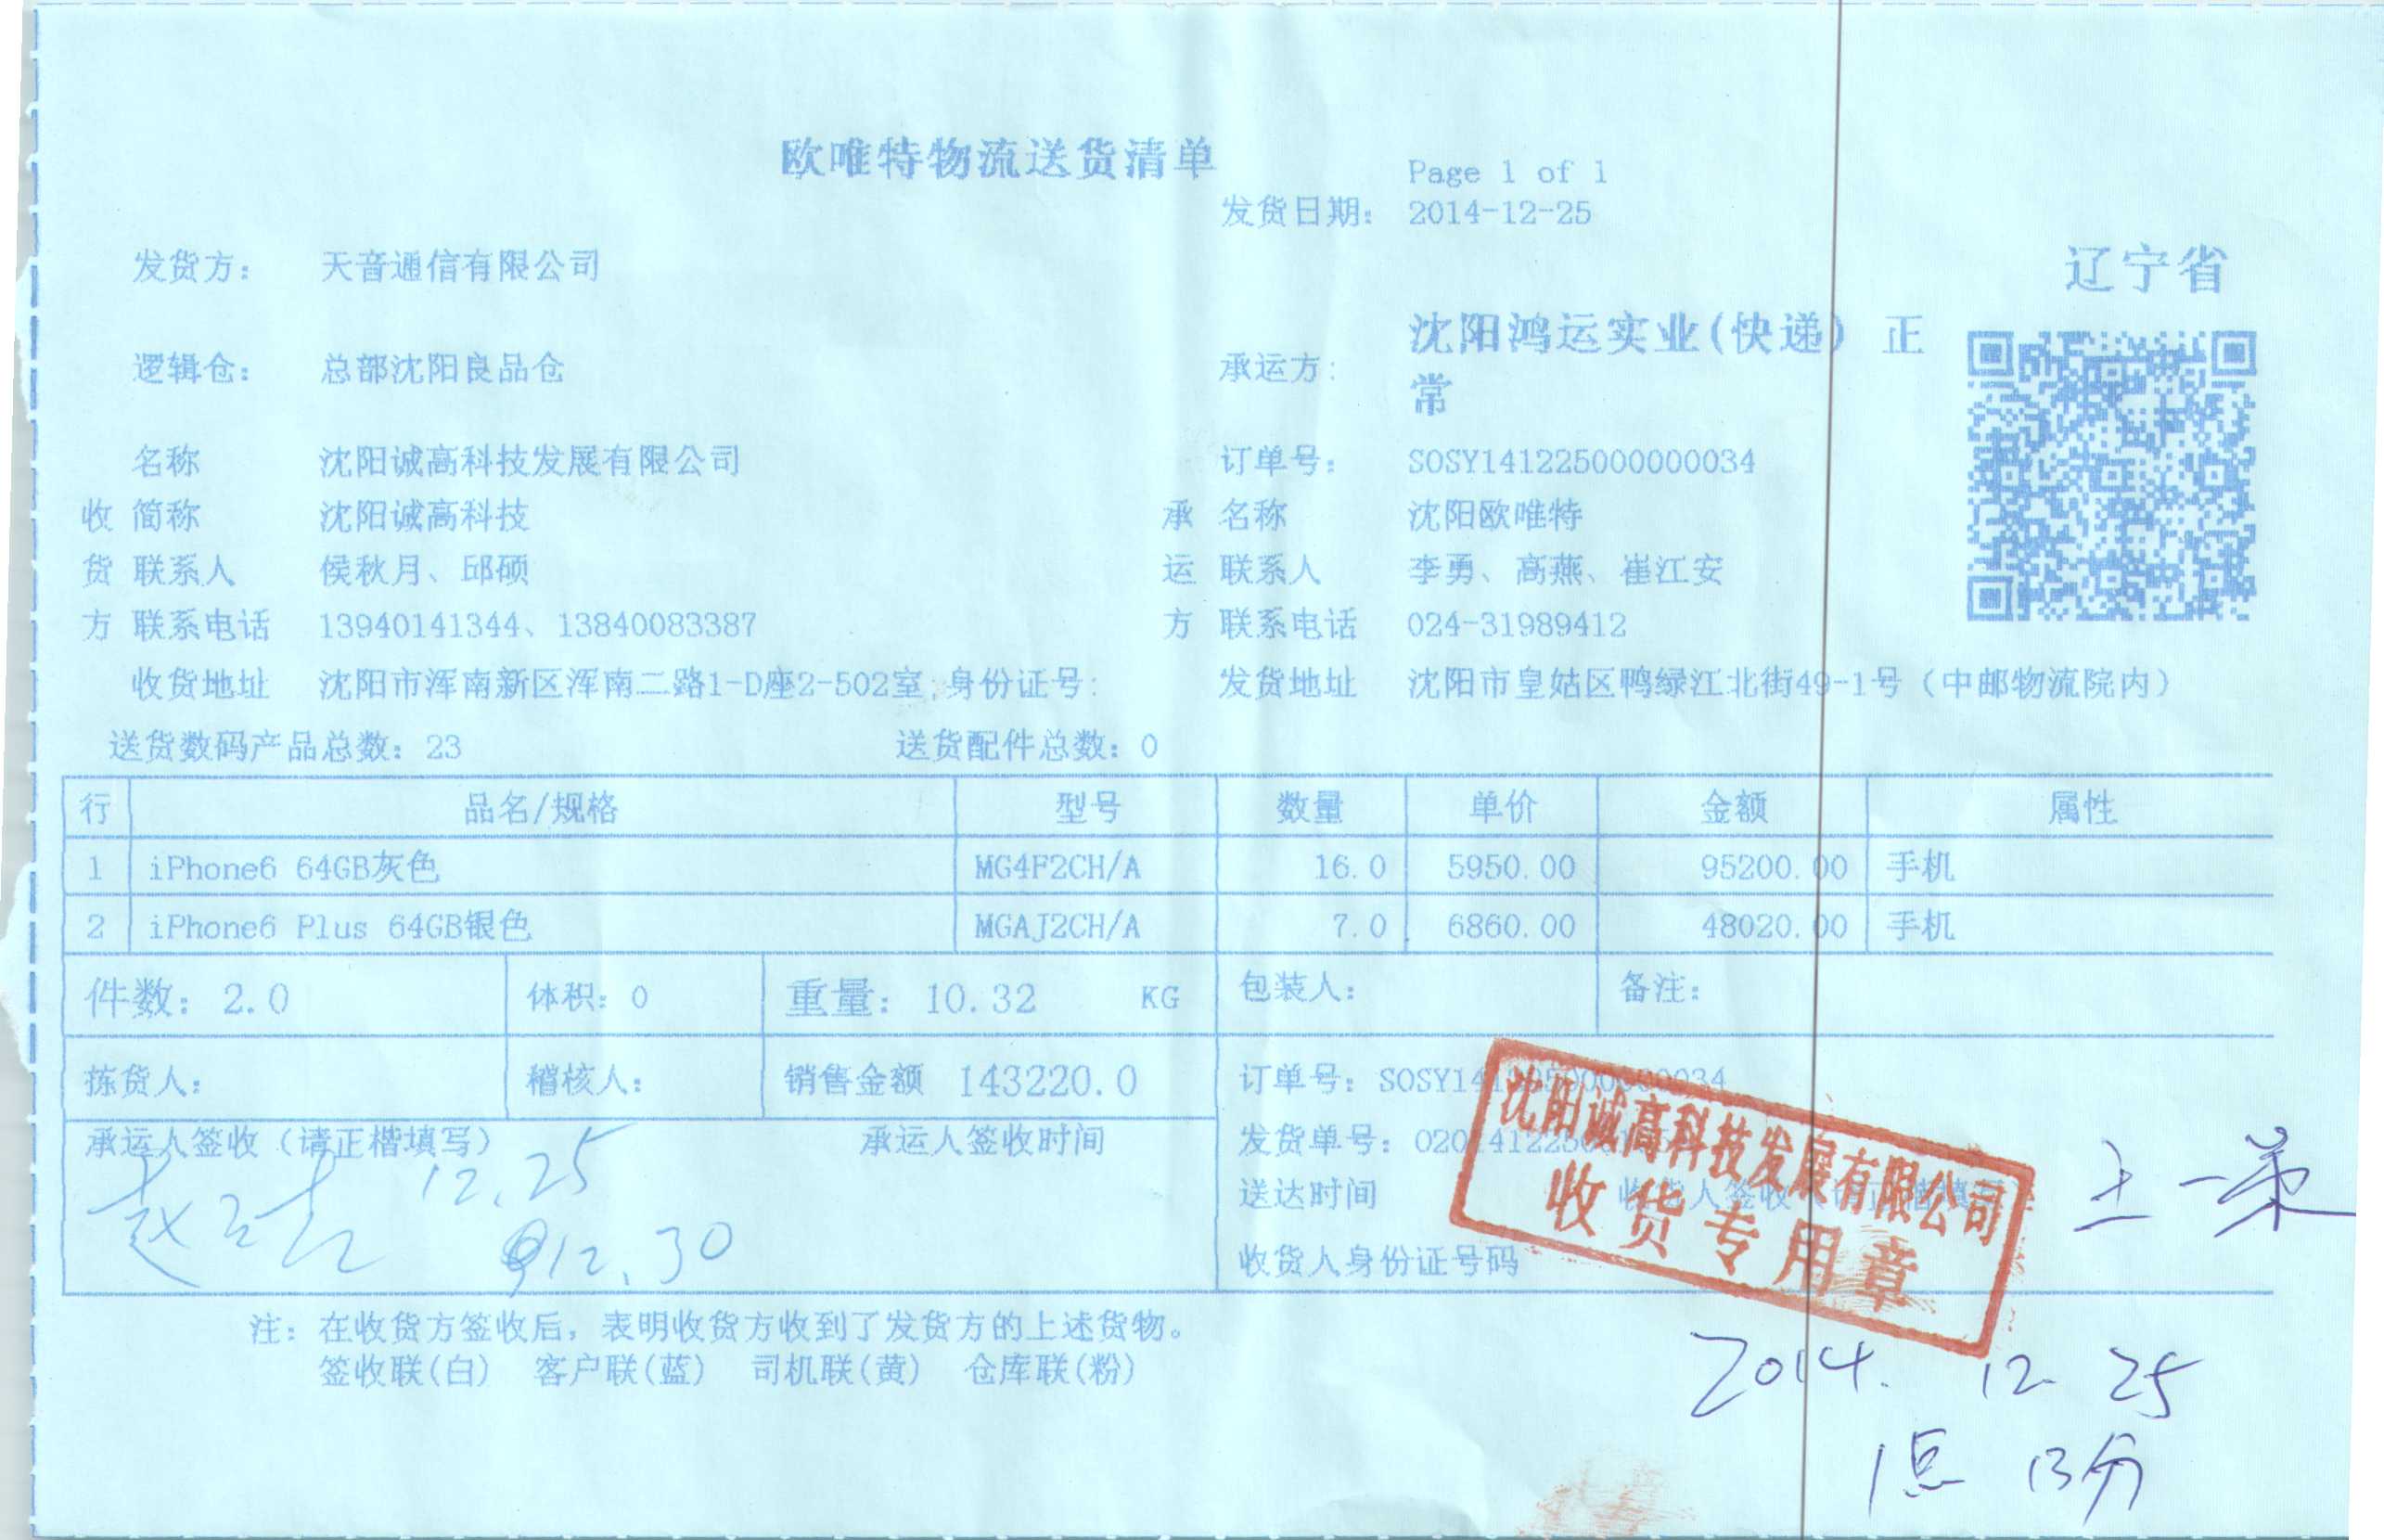 欧唯特物流送货清单
Page 1 of 1
发货日期： 2014-12-25
发货方： 天音通信有限公司
辽宁省
逻辑仓： 总部沈阳良品仓
承运方： 沈阳鸿运实业(快递) 正
常
名称 沈阳诚高科技发展有限公司 订单号： SOSY141225000000034
收 简称 沈阳诚高科技 承 名称 沈阳欧唯特
货 联系人 侯秋月、邱硕 运 联系人 李勇、高燕、崔江安
方 联系电话 13940141344、13840083387 方 联系电话 024-31989412
收货地址 沈阳市浑南新区浑南二路1-D座2-502室,身份证号: 发货地址 沈阳市皇姑区鸭绿江北街49-1号（中邮物流院内）
送货数码产品总数：23 送货配件总数：0
行 品名/规格 型号 数量 单价 金额 属性
1 iPhone6 64GB灰色 MG4F2CH/A 16.0 5950.00 95200.00 手机
2 iPhone6 Plus 64GB银色 MGAJ2CH/A 7.0 6860.00 48020.00 手机
件数：2.0 体积：0 重量：10.32 KG 包装人： 备注：
拣货人： 稽核人： 销售金额 143220.0 订单号：SOSY141225000000034
承运人签收（请正楷填写） 承运人签收时间 发货单号：
12.25
12.30
送达时间
收货人身份证号码
沈阳诚高科技发展有限公司
收货专用章
注：在收货方签收后，表明收货方收到了发货方的上述货物。
签收联(白) 客户联(蓝) 司机联(黄) 仓库联(粉)
2014. 12. 25
1点 13分